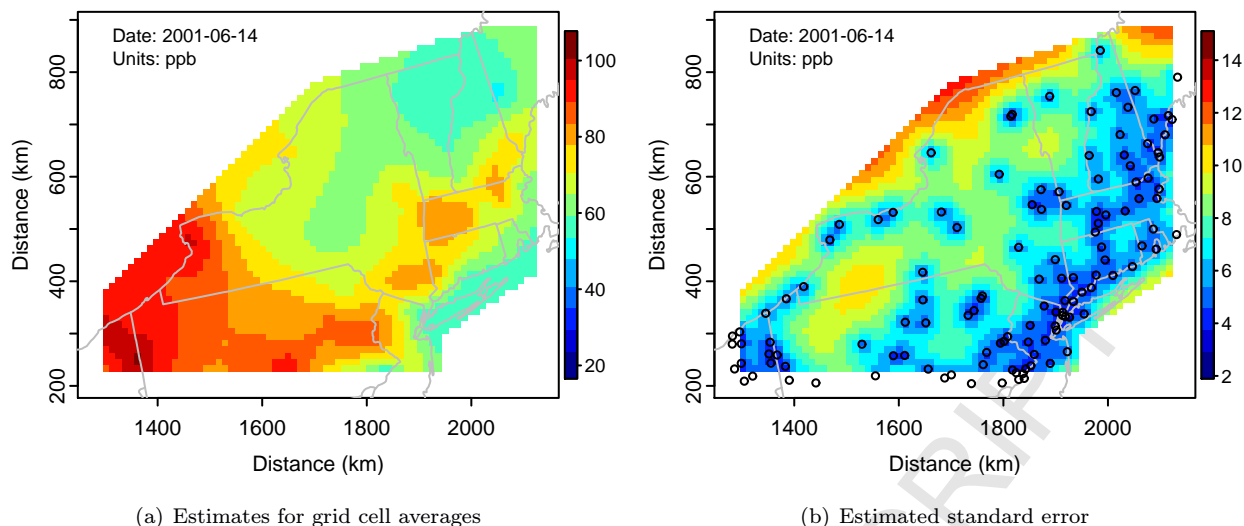 Date: 2001-06-14
Units: ppb
Distance (km)
200
400
600
800
1400
1600
1800
2000
Distance (km)
20
40
60
80
100
(a) Estimates for grid cell averages
Date: 2001-06-14
Units: ppb
Distance (km)
200
400
600
800
1400
1600
1800
2000
Distance (km)
2
4
6
8
10
12
14
(b) Estimated standard error
CRIPT